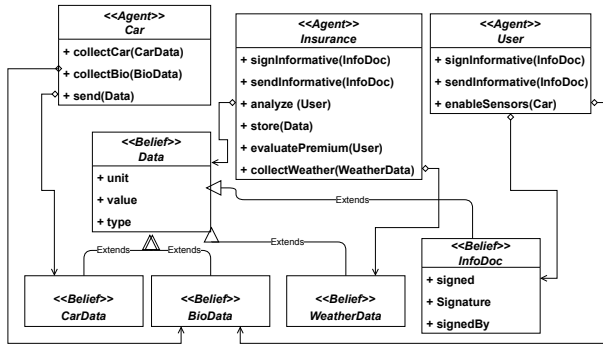 <<Agent>>
Car
+ collectCar(CarData)
+ collectBio(BioData)
+ send(Data)
<<Agent>>
Insurance
+ signInformative(InfoDoc)
+ sendInformative(InfoDoc)
+ analyze (User)
+ store(Data)
+ evaluatePremium(User)
+ collectWeather(WeatherData)
<<Agent>>
User
+ signInformative(InfoDoc)
+ sendInformative(InfoDoc)
+ enableSensors(Car)
<<Belief>>
Data
+ unit
+ value
+ type
Extends
Extends
Extends
Extends
<<Belief>>
CarData
<<Belief>>
BioData
<<Belief>>
WeatherData
<<Belief>>
InfoDoc
+ signed
+ Signature
+ signedBy